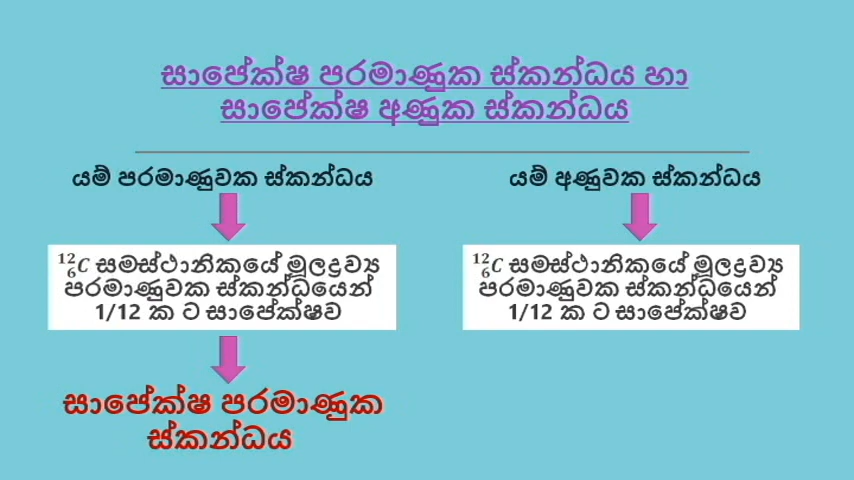 සාපේක්ෂ පරමාණුක ස්කන්ධය හා
සාපේක්ෂ අණුක ස්කන්ධය
යම් පරමාණුවක ස්කන්ධය
¹²₆C සමස්ථානිකයේ මූලද්‍රව්‍ය
පරමාණුවක ස්කන්ධයෙන්
1/12 ක ට සාපේක්ෂව
සාපේක්ෂ පරමාණුක
ස්කන්ධය
යම් අණුවක ස්කන්ධය
¹²₆C සමස්ථානිකයේ මූලද්‍රව්‍ය
පරමාණුවක ස්කන්ධයෙන්
1/12 ක ට සාපේක්ෂව